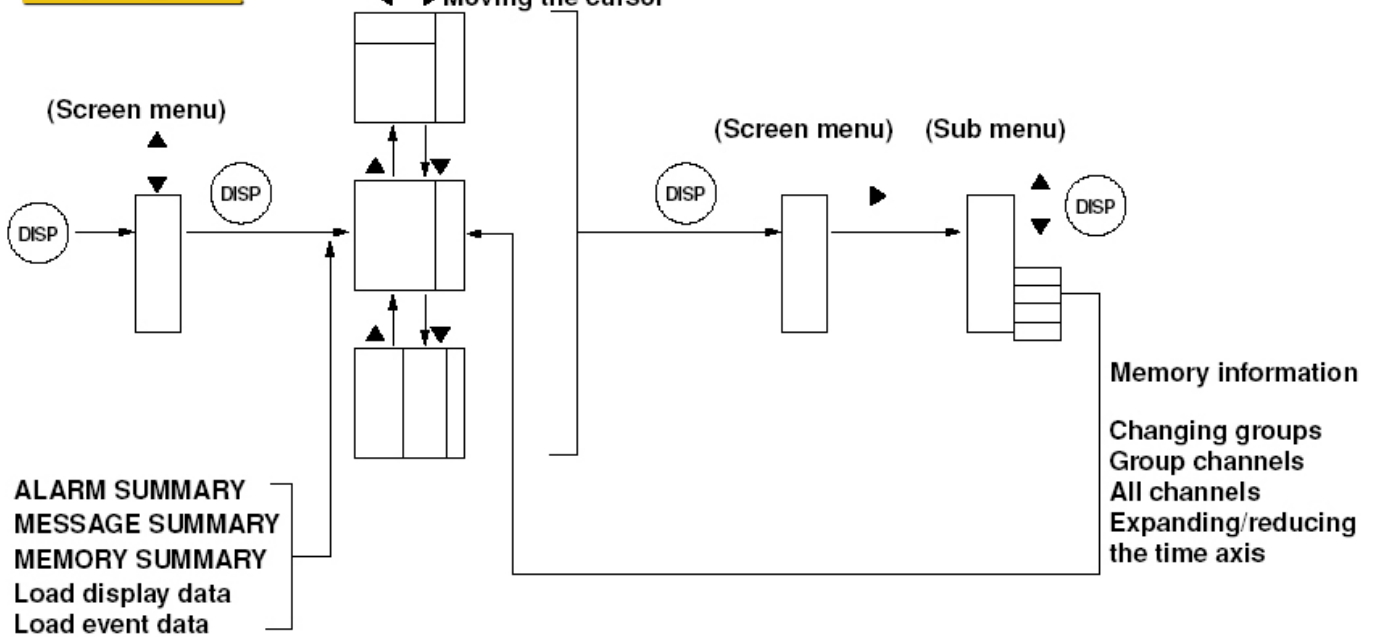 Moving the cursor
(Screen menu)
(Screen menu) (Sub menu)
DISP
DISP
DISP
DISP
Memory information
Changing groups
Group channels
All channels
Expanding/reducing
the time axis
ALARM SUMMARY
MESSAGE SUMMARY
MEMORY SUMMARY
Load display data
Load event data